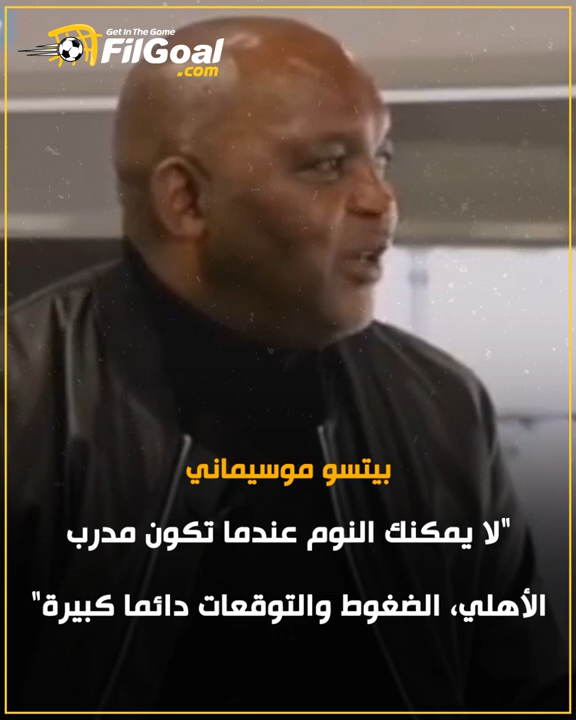 Get In The Game
FilGoal
.com
بيتسو موسيماني
"لا يمكنك النوم عندما تكون مدرب
الأهلي، الضغوط والتوقعات دائما كبيرة"